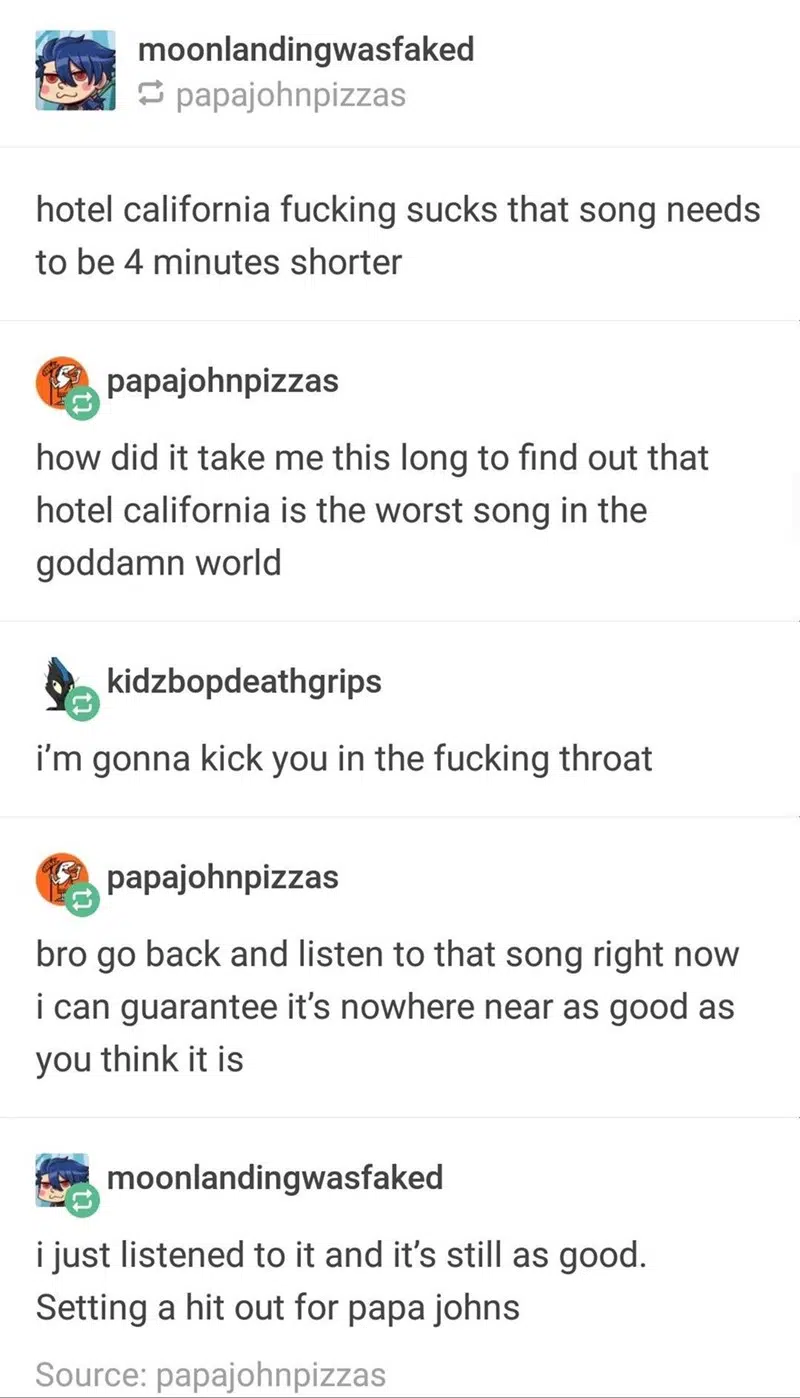 moonlandingwasfaked
papajohnpizzas
hotel california fucking sucks that song needs
to be 4 minutes shorter
papajohnpizzas
how did it take me this long to find out that
hotel california is the worst song in the
goddamn world
kidzbopdeathgrips
i'm gonna kick you in the fucking throat
papajohnpizzas
bro go back and listen to that song right now
i can guarantee it's nowhere near as good as
you think it is
moonlandingwasfaked
i just listened to it and it's still as good.
Setting a hit out for papa johns
Source: papajohnpizzas